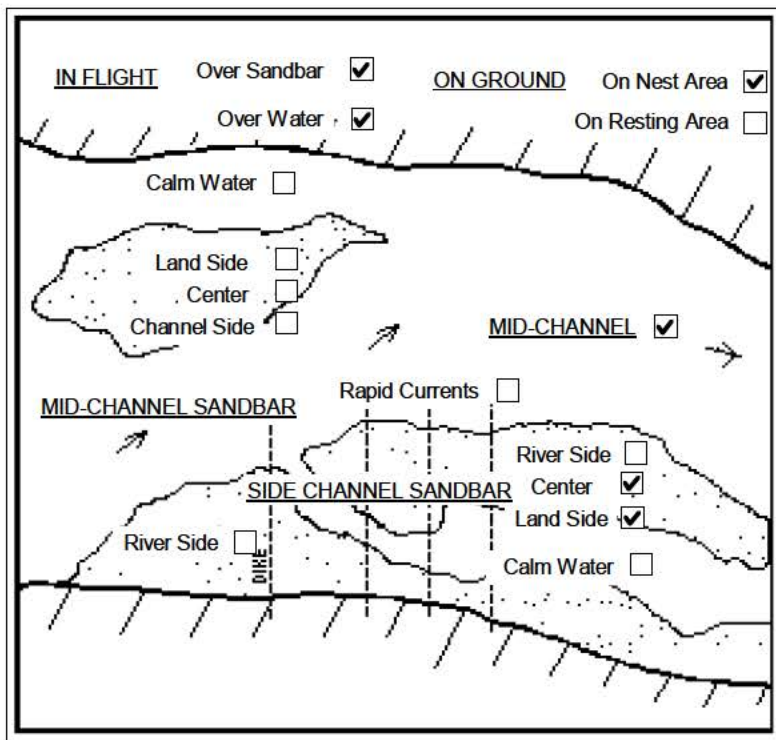 IN FLIGHT Over Sandbar ON GROUND On Nest Area
Over Water On Resting Area
Calm Water
Land Side
Center
Channel Side
MID-CHANNEL
Rapid Currents
MID-CHANNEL SANDBAR
River Side
SIDE CHANNEL SANDBAR Center
Land Side
River Side
DIKE
Calm Water